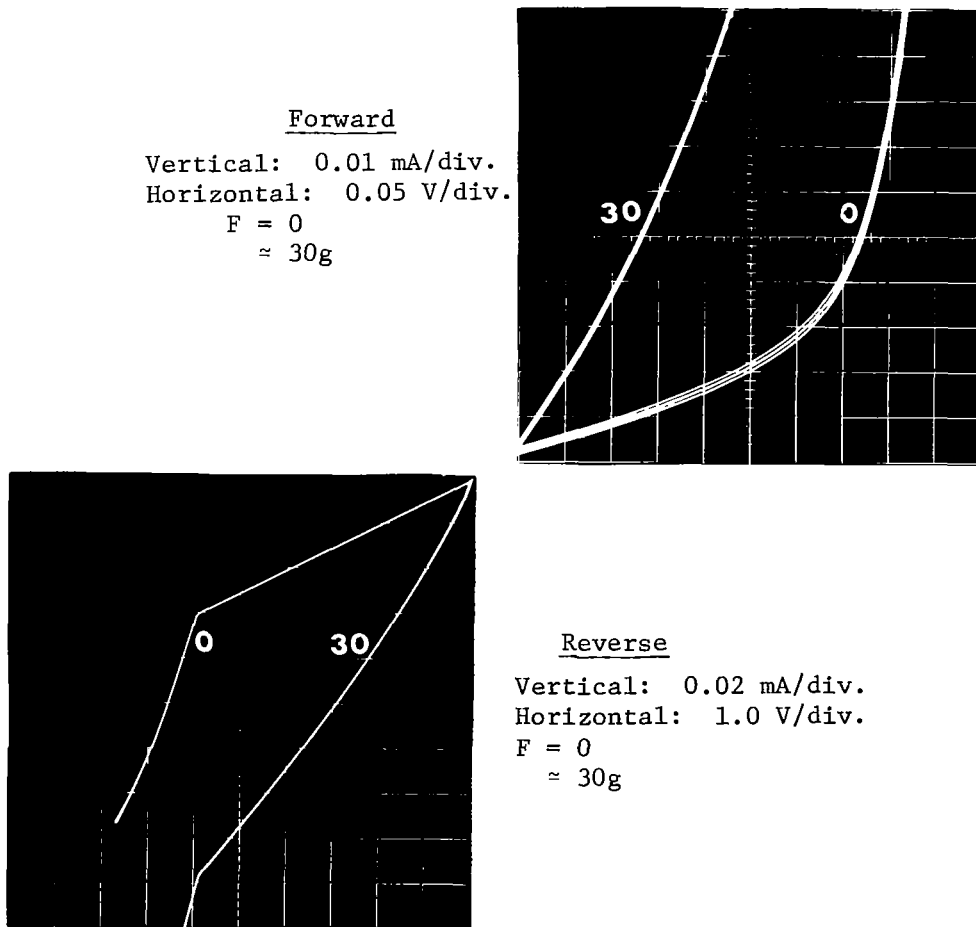 Forward
Vertical: 0.01 mA/div.
Horizontal: 0.05 V/div.
F = 0
≃ 30g
30
0
0
30
Reverse
Vertical: 0.02 mA/div.
Horizontal: 1.0 V/div.
F = 0
≃ 30g